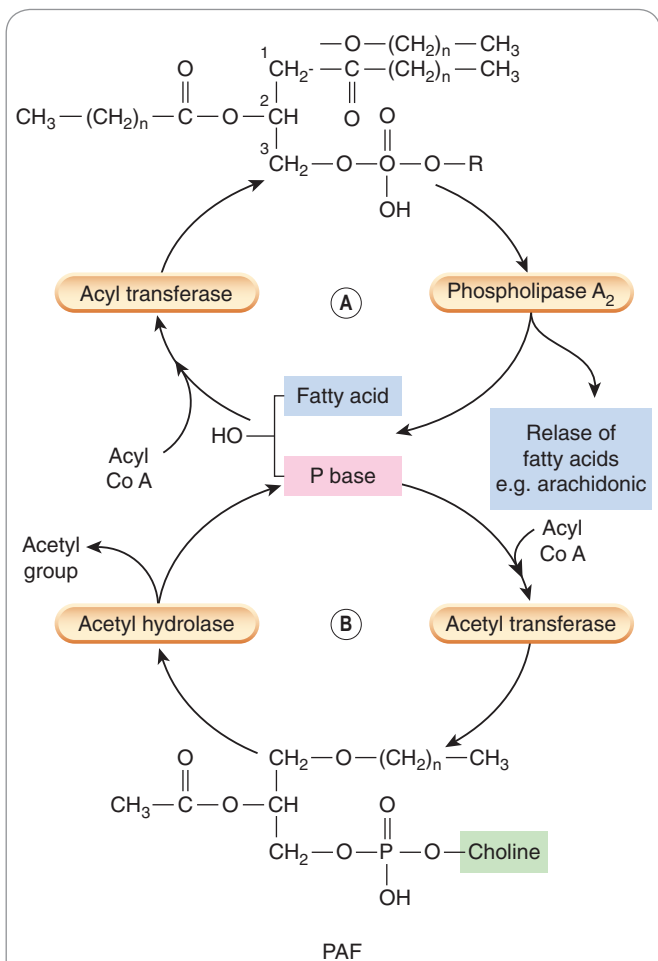 —O—(CH₂)ₙ—CH₃
1
CH₂- —C—(CH₂)ₙ—CH₃
O
O
2
CH₃—(CH₂)ₙ—C—O—CH
O
3
CH₂—O—O—O—R
OH
Acyl transferase
A
Phospholipase A₂
Fatty acid
HO
P base
Acyl
Co A
Relase of
fatty acids
e.g. arachidonic
Acyl
Co A
Acetyl
group
Acetyl hydrolase
B
Acetyl transferase
O
CH₂—O—(CH₂)ₙ—CH₃
CH₃—C—O—CH
O
CH₂—O—P—O—Choline
OH
PAF